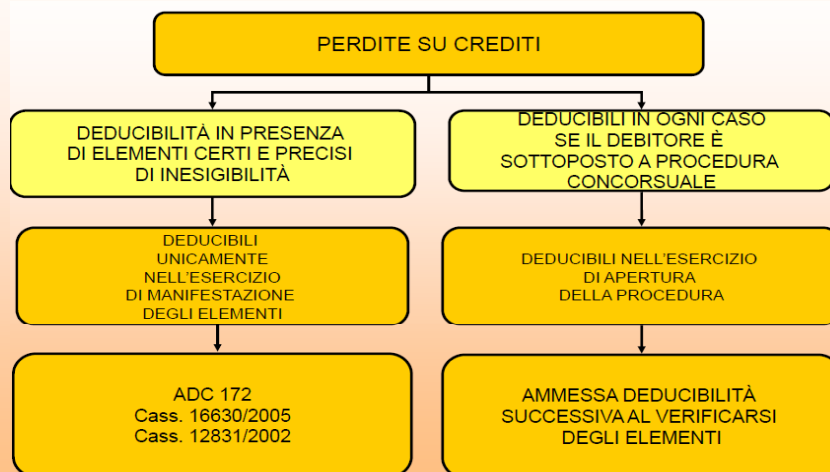 PERDITE SU CREDITI
DEDUCIBILITÀ IN PRESENZA
DI ELEMENTI CERTI E PRECISI
DI INESIGIBILITÀ
DEDUCIBILI IN OGNI CASO
SE IL DEBITORE È
SOTTOPOSTO A PROCEDURA
CONCORSUALE
DEDUCIBILI
UNICAMENTE
NELL'ESERCIZIO
DI MANIFESTAZIONE
DEGLI ELEMENTI
DEDUCIBILI NELL'ESERCIZIO
DI APERTURA
DELLA PROCEDURA
ADC 172
Cass. 16630/2005
Cass. 12831/2002
AMMESSA DEDUCIBILITÀ
SUCCESSIVA AL VERIFICARSI
DEGLI ELEMENTI